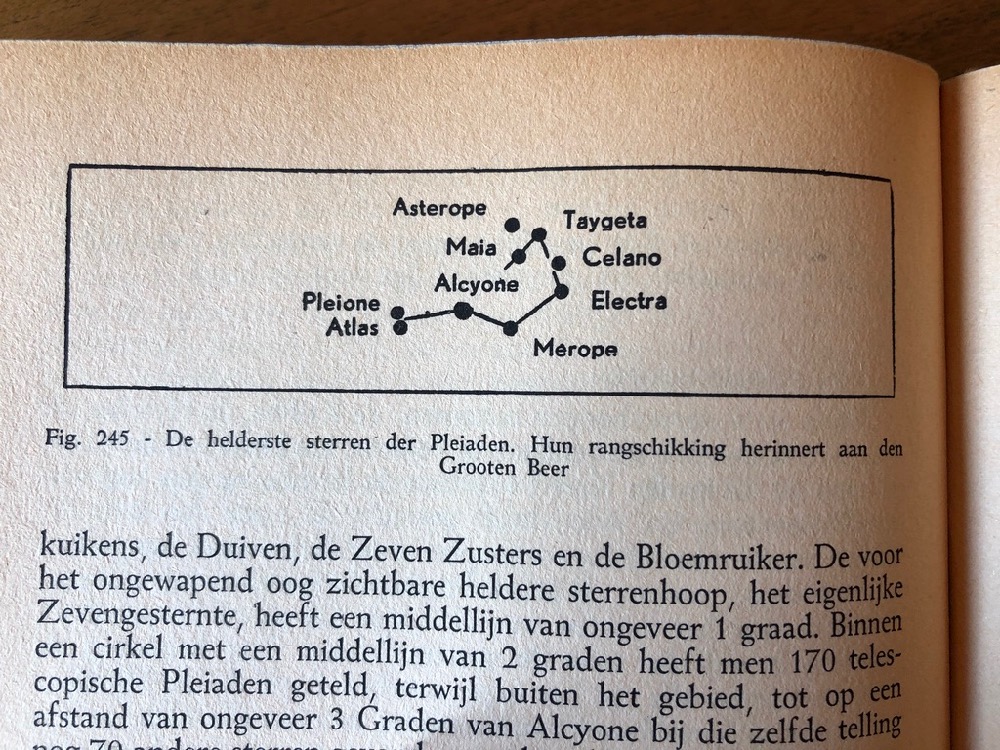 Asterope
Taygeta
Maia
Celano
Alcyone
Electra
Pleione
Atlas
Merope
Fig. 245 - De helderste sterren der Pleiaden. Hun rangschikking herinnert aan den
Grooten Beer
kuikens, de Duiven, de Zeven Zusters en de Bloemruiker. De voor
het ongewapend oog zichtbare heldere sterrenhoop, het eigenlijke
Zevengesternte, heeft een middellijn van ongeveer 1 graad. Binnen
een cirkel met een middellijn van 2 graden heeft men 170 teles-
copische Pleiaden geteld, terwijl buiten het gebied, tot op een
afstand van ongeveer 3 Graden van Alcyone bij die zelfde telling
nog 70 andere sterren